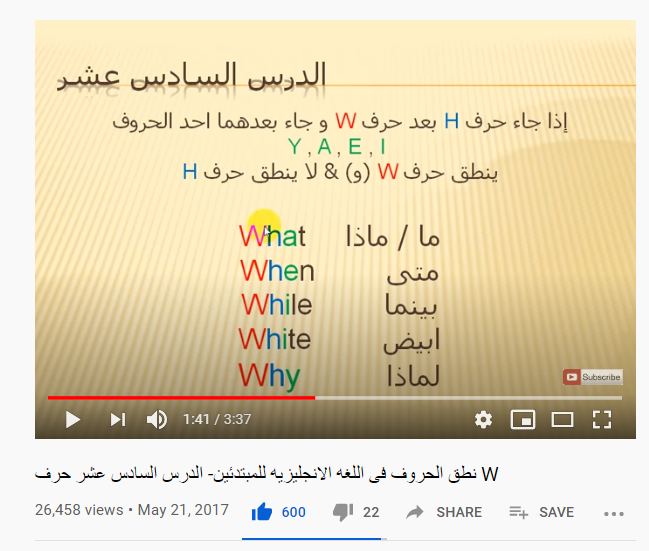 الدرس السادس عشر
إذا جاء حرف H بعد حرف W و جاء بعدهما احد الحروف
Y , A , E , I
ينطق حرف W (و) & لا ينطق حرف H
What ما / ماذا
When متى
While بينما
White ابيض
Why لماذا
Subscribe
1:41 / 3:37
نطق الحروف فى اللغه الانجليزيه للمبتدئين- الدرس السادس عشر حرف W
26,458 views • May 21, 2017 600 22 SHARE SAVE